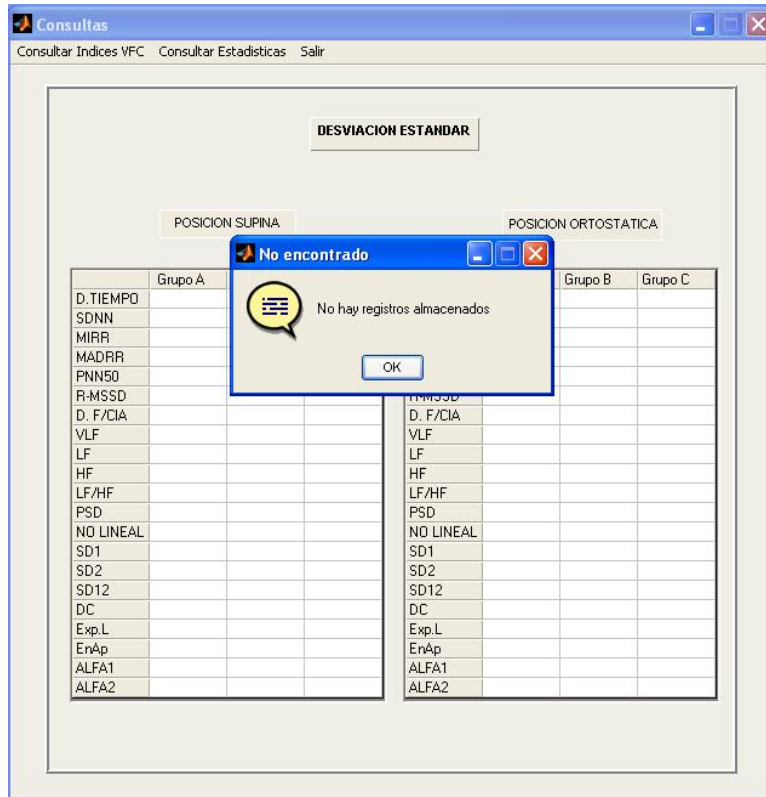 Consultas
Consultar Indices VFC Consultar Estadisticas Salir
DESVIACION ESTANDAR
POSICION SUPINA POSICION ORTOSTATICA
No encontrado
No hay registros almacenados
OK
Grupo A
D.TIEMPO
SDNN
MIRR
MADRR
PNN50
R-MSSD
D. F/CIA
VLF
LF
HF
LF/HF
PSD
NO LINEAL
SD1
SD2
SD12
DC
Exp.L
EnAp
ALFA1
ALFA2
Grupo B Grupo C
R-MSSD
D. F/CIA
VLF
LF
HF
LF/HF
PSD
NO LINEAL
SD1
SD2
SD12
DC
Exp.L
EnAp
ALFA1
ALFA2